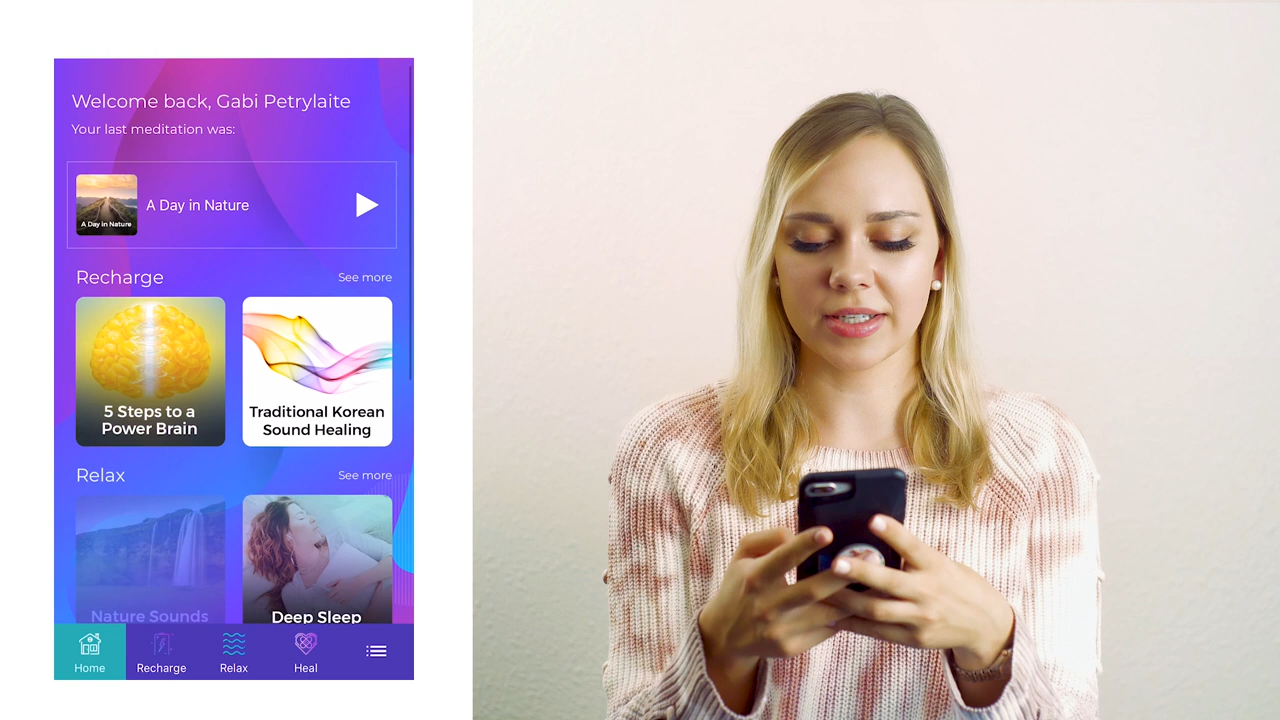 Welcome back, Gabi Petrylaite
Your last meditation was:
A Day in Nature
A Day in Nature
Recharge
See more
5 Steps to a
Power Brain
Traditional Korean
Sound Healing
Relax
See more
Nature Sounds
Deep Sleep
Home
Recharge
Relax
Heal